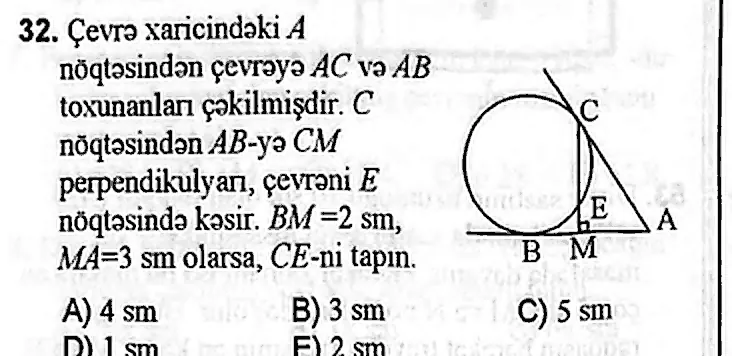 32. Çevrə xaricindəki A
nöqtəsindən çevrəyə AC və AB
toxunanları çəkilmişdir. C
nöqtəsindən AB-yə CM
perpendikulyarı, çevrəni E
nöqtəsində kəsir. BM =2 sm,
MA=3 sm olarsa, CE-ni tapın.
C
E
A
B M
A) 4 sm B) 3 sm C) 5 sm
D) 1 sm E) 2 sm